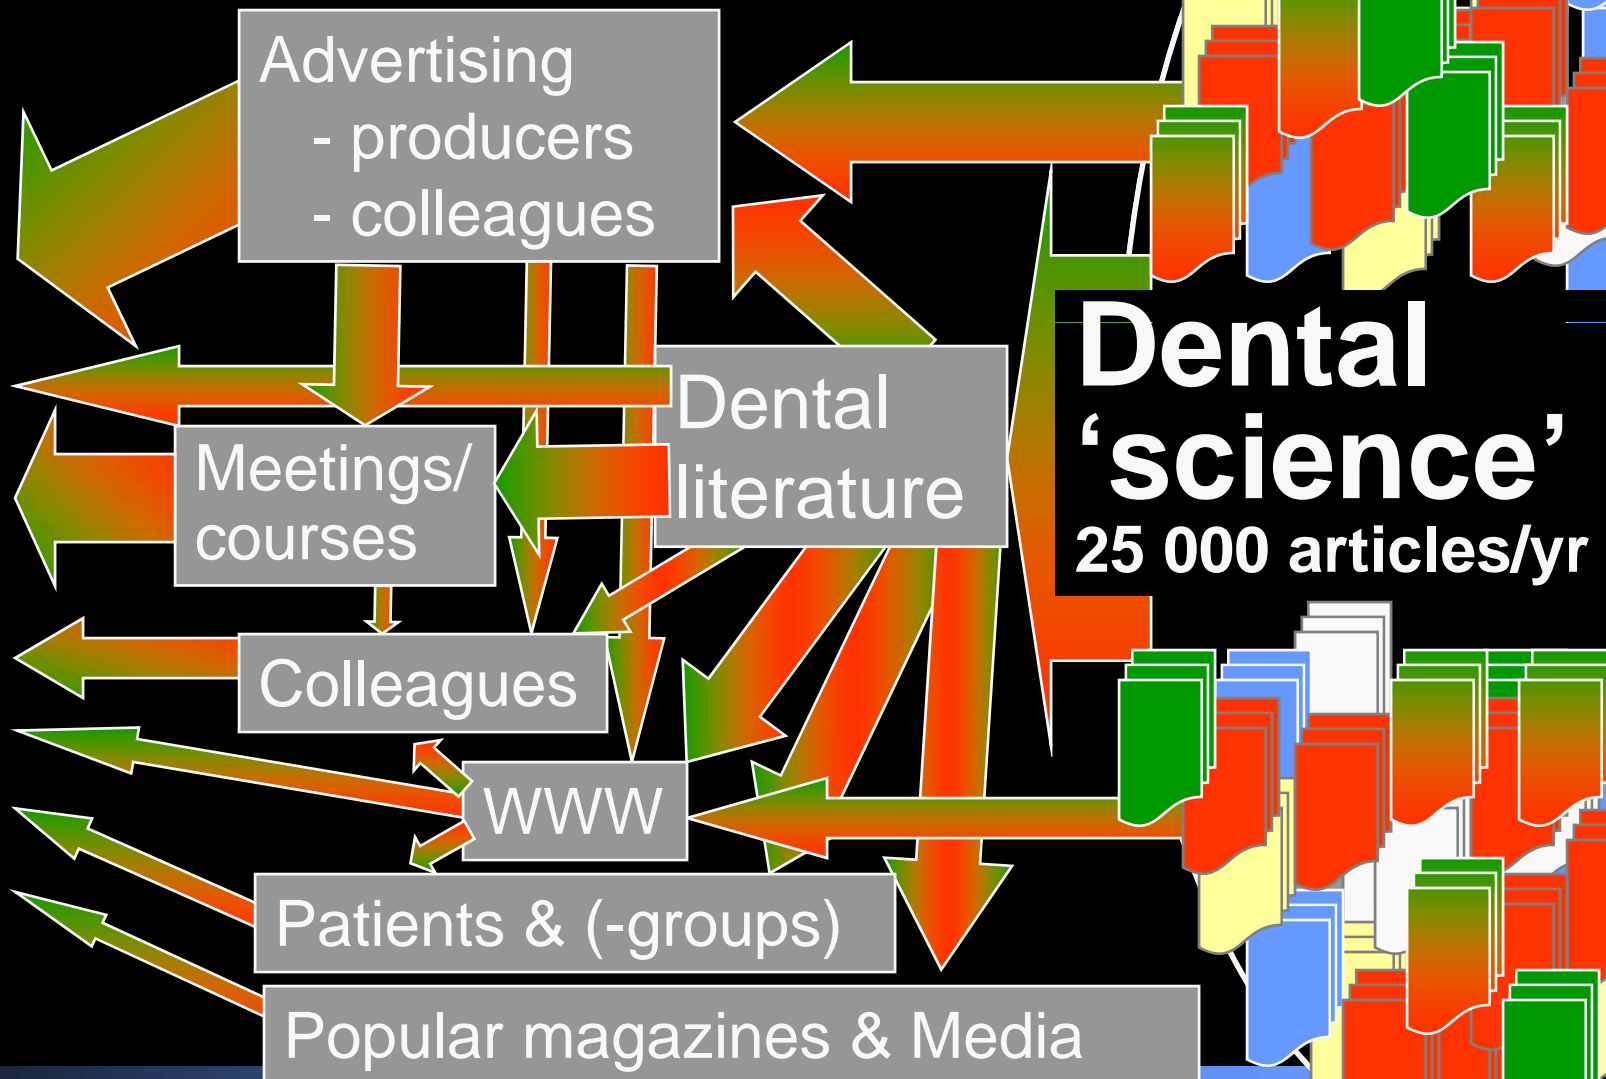 Advertising
- producers
- colleagues
Dental
literature
Meetings/
courses
Colleagues
WWW
Patients & (-groups)
Popular magazines & Media
Dental
‘science’
25 000 articles/yr